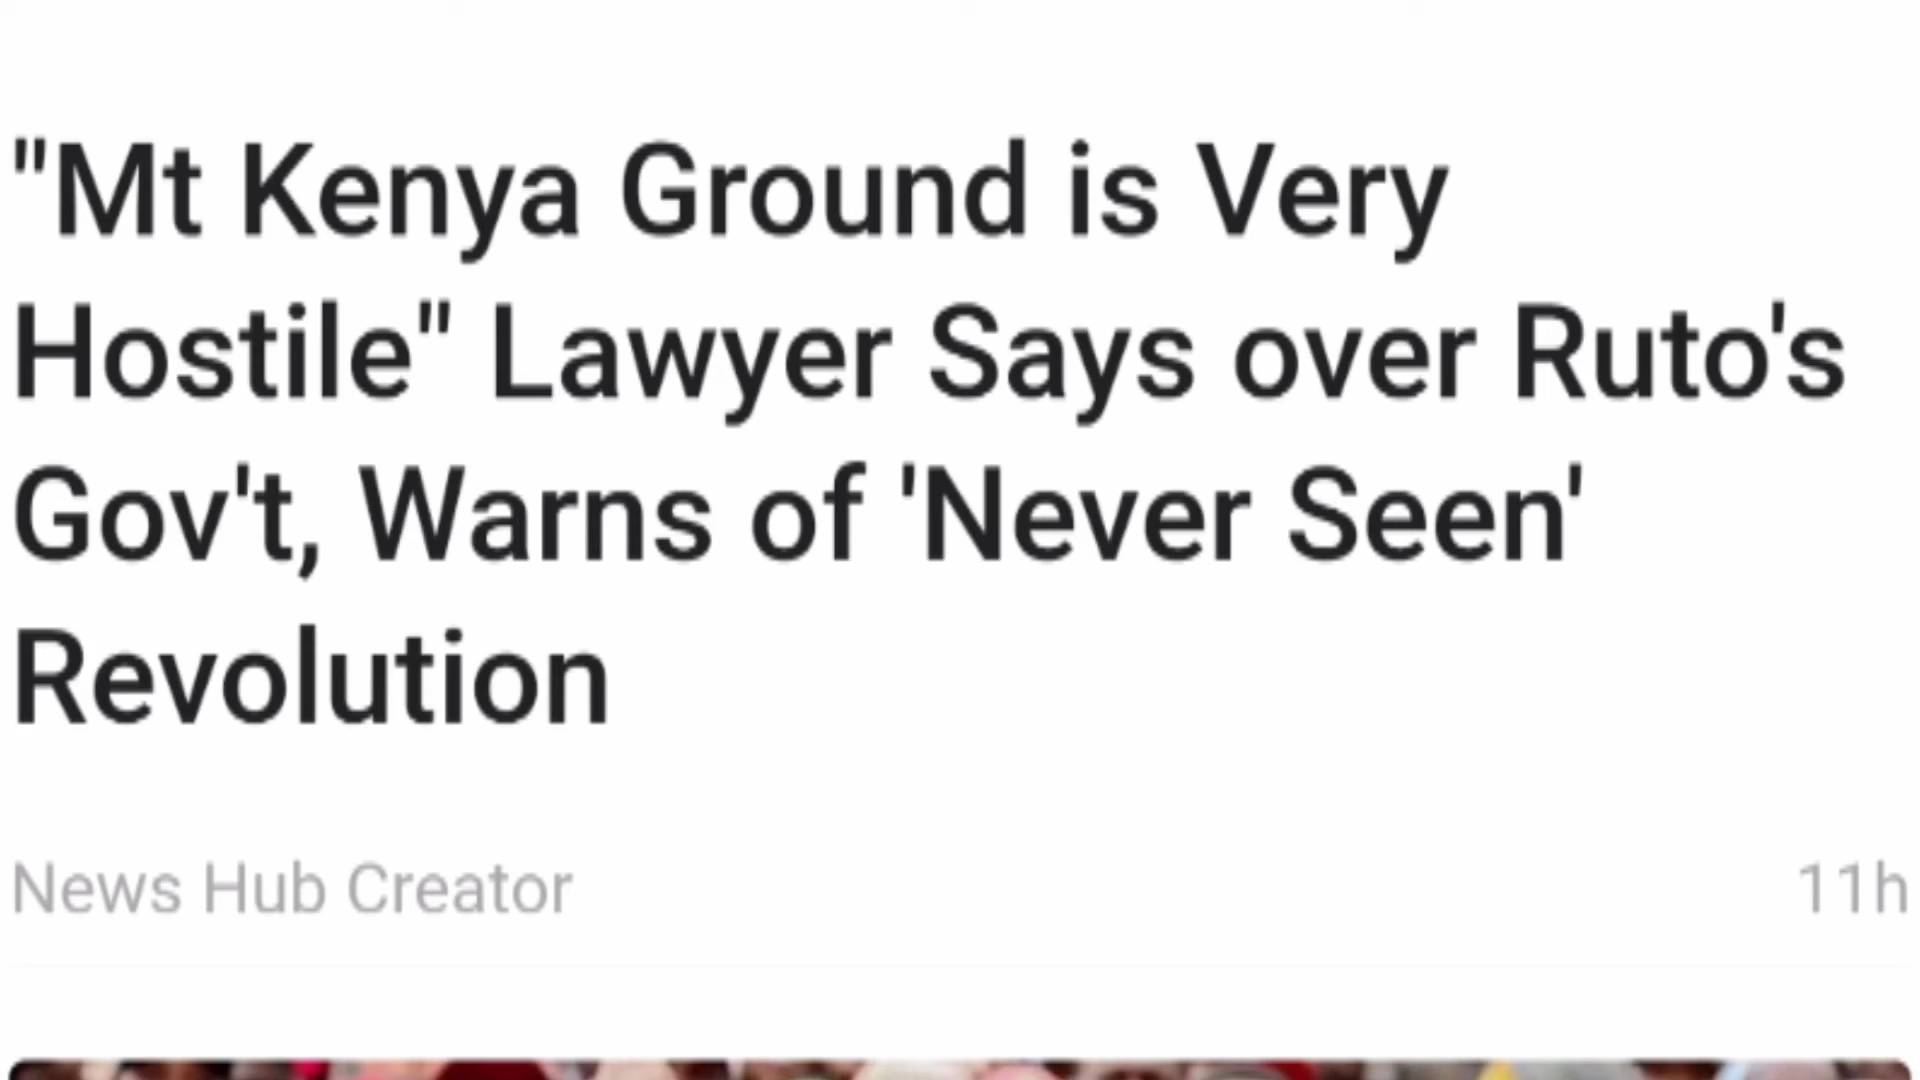 "Mt Kenya Ground is Very
Hostile" Lawyer Says over Ruto's
Gov't, Warns of 'Never Seen'
Revolution
News Hub Creator
11h